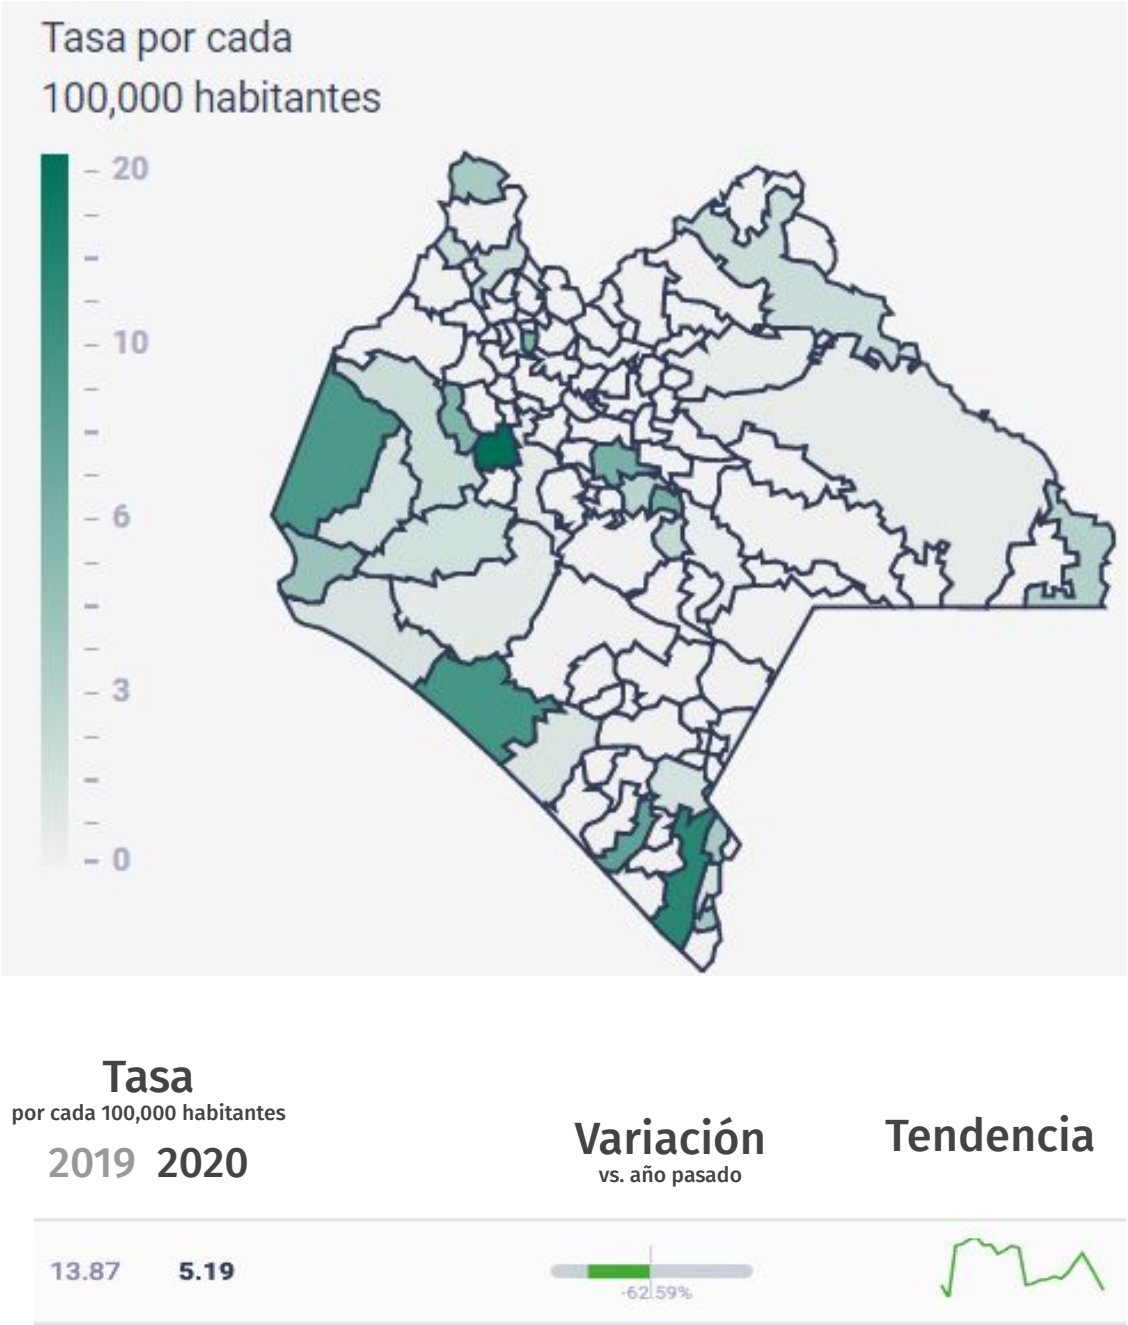 Tasa por cada
100,000 habitantes
20
10
6
3
0
Tasa
por cada 100,000 habitantes
2019 2020
Variación
vs. año pasado
Tendencia
13.87 5.19
-62.59%